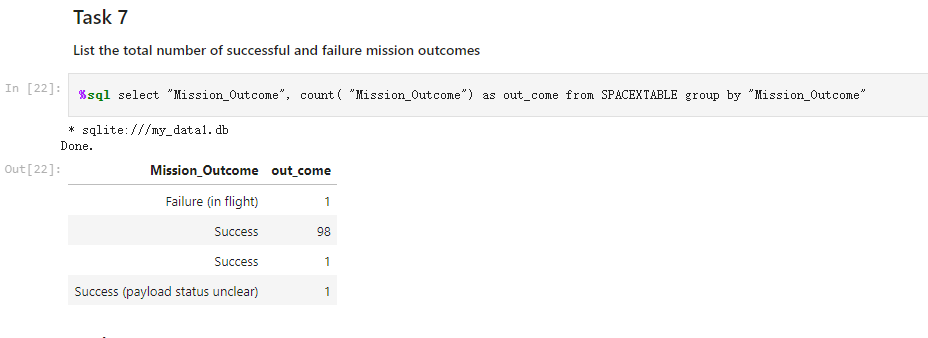 Task 7
List the total number of successful and failure mission outcomes
In [22]: %sql select "Mission_Outcome", count( "Mission_Outcome") as out_come from SPACEXTABLE group by "Mission_Outcome"
* sqlite:///my_data1.db
Done.
Out[22]: Mission_Outcome out_come
Failure (in flight) 1
Success 98
Success 1
Success (payload status unclear) 1